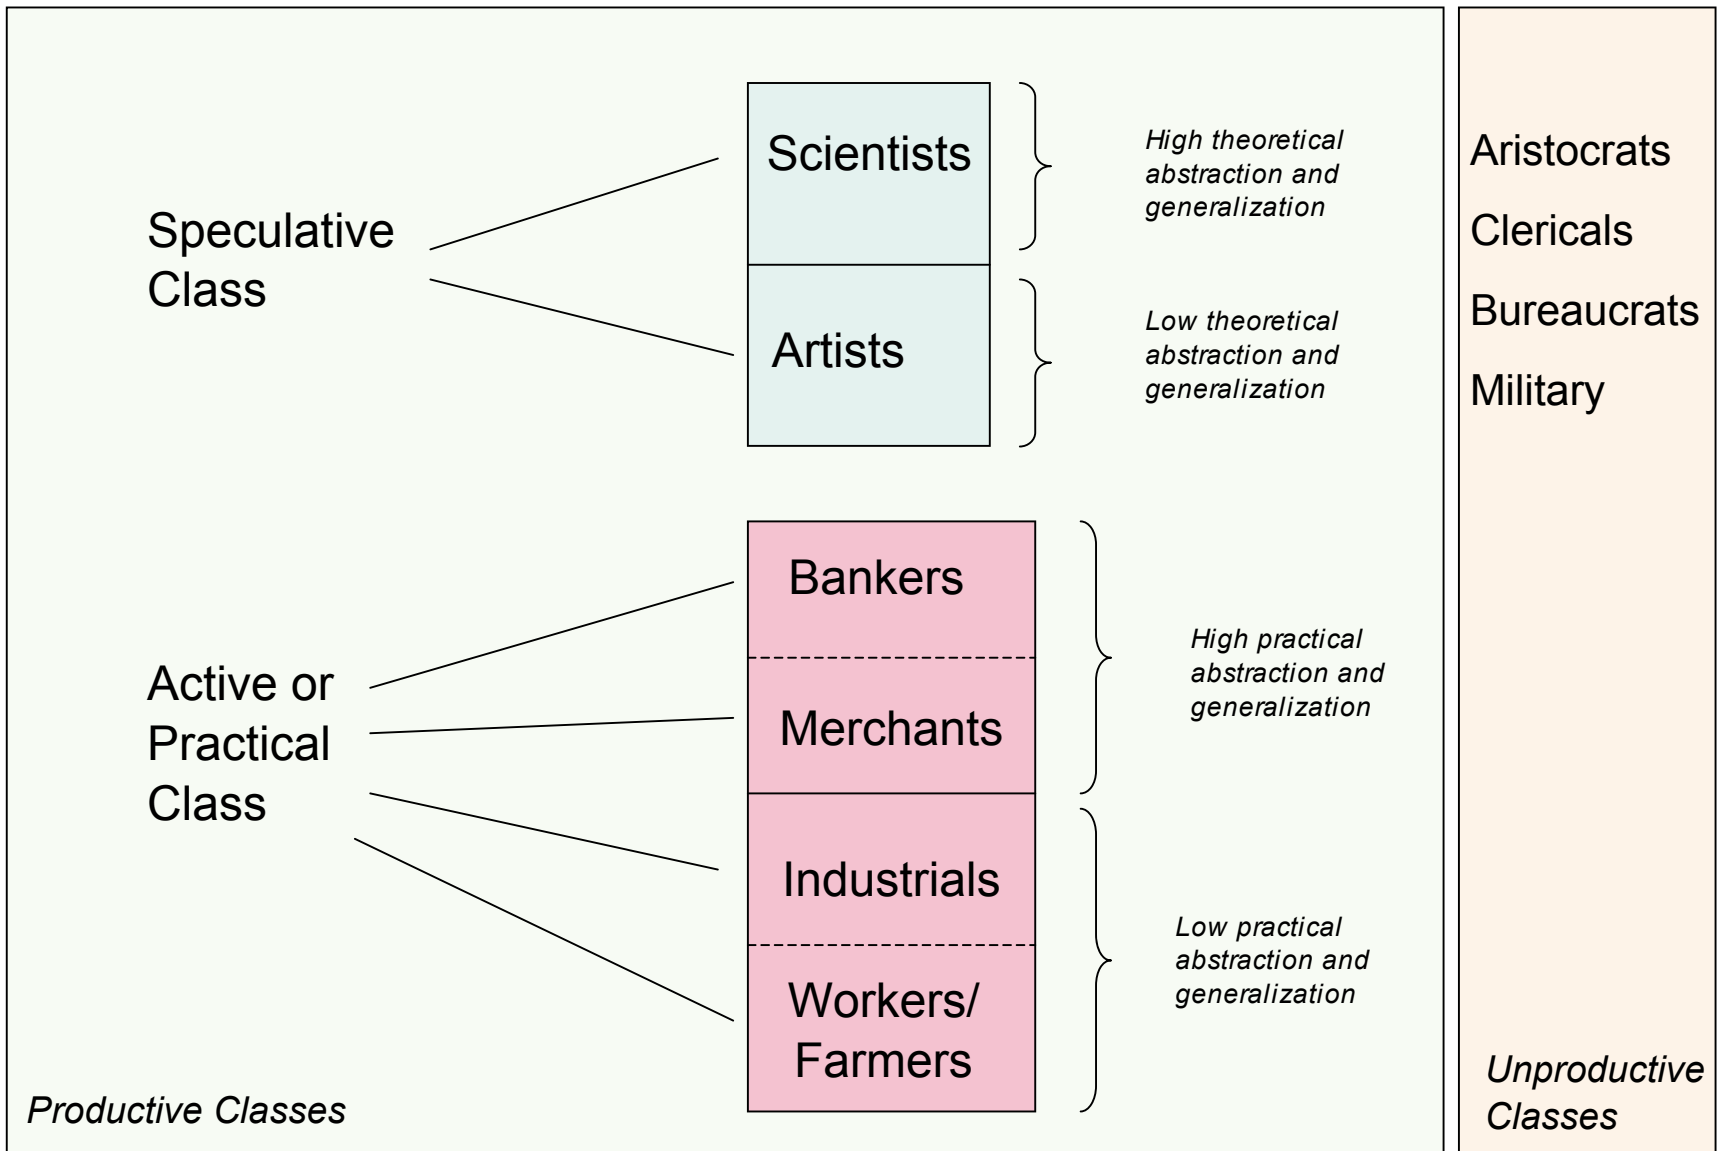 Speculative
Class
Scientists
High theoretical
abstraction and
generalization
Artists
Low theoretical
abstraction and
generalization
Active or
Practical
Class
Bankers
Merchants
High practical
abstraction and
generalization
Industrials
Workers/
Farmers
Low practical
abstraction and
generalization
Productive Classes
Aristocrats
Clericals
Bureaucrats
Military
Unproductive
Classes